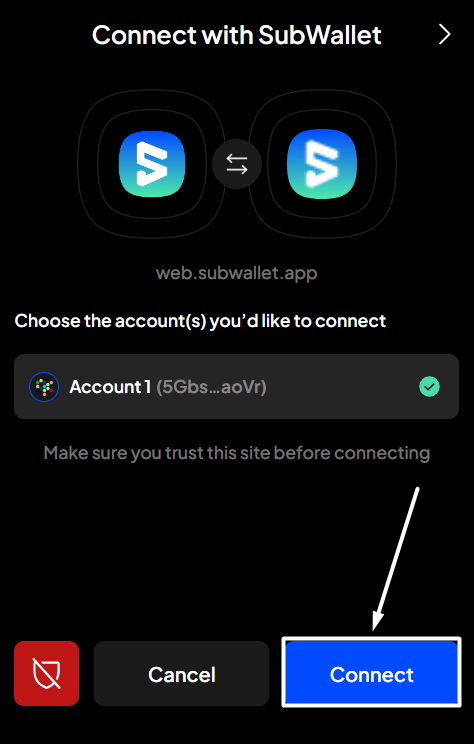 Connect with SubWallet
web.subwallet.app
Choose the account(s) you'd like to connect
Account 1 (5Gbs...aoVr)
Make sure you trust this site before connecting
Cancel
Connect